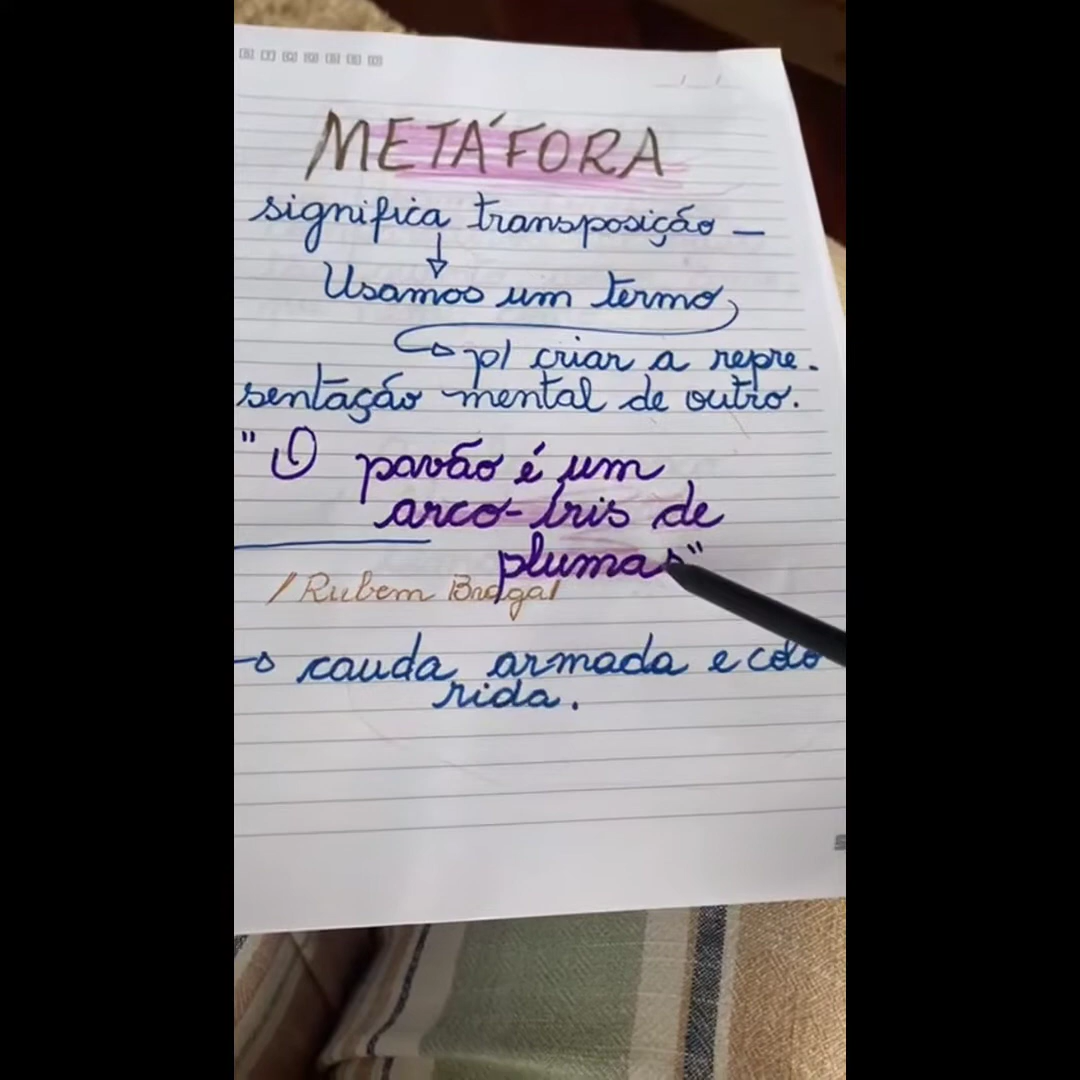 METÁFORA
significa transposição —
Usamos um termo
p/ criar a repre.
sentação mental de outro.
"O pavão é um
arco-íris de
plumas"
/Rubem Braga/
cauda armada e colo
rida.